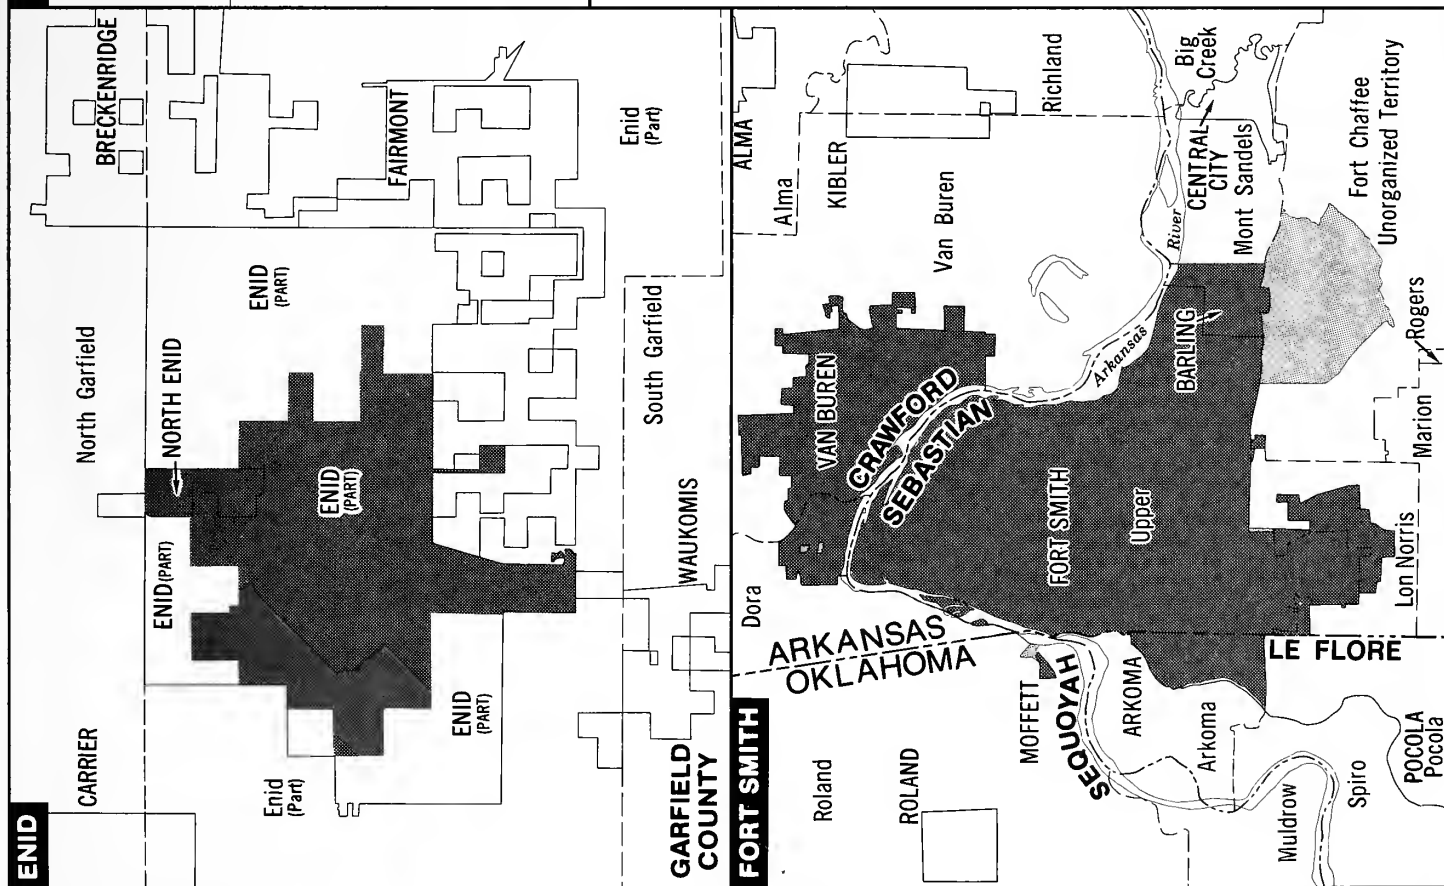 ENID
CARRIER
North Garfield
BRECKENRIDGE
NORTH ENID
ENID (PART)
ENID
(PART)
FAIRMONT
ENID
(PART)
Enid
(Part)
ENID
(PART)
Enid
(Part)
South Garfield
WAUKOMIS
GARFIELD
COUNTY
FORT SMITH
ALMA
Alma
KIBLER
Richland
Van Buren
VAN BUREN
Dora
CRAWFORD
SEBASTIAN
Arkansas
River
Big
Creek
CENTRAL
CITY
Mont Sandels
Fort Chaffee
Unorganized Territory
BARLING
FORT SMITH
Upper
Rogers
Marion
Lon Norris
ARKANSAS
OKLAHOMA
LE FLORE
MOFFETT
SEQUOYAH
ARKOMA
Arkoma
Roland
ROLAND
Muldrow
Spiro
POCOLA
Pocola